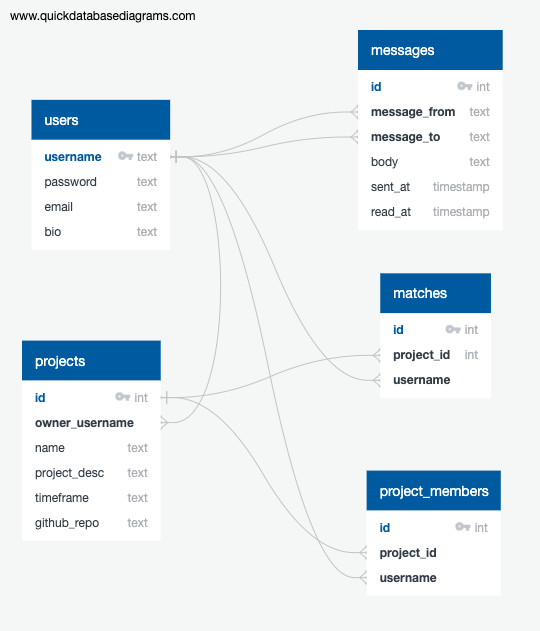 www.quickdatabasediagrams.com
messages
id int
message_from text
message_to text
body text
sent_at timestamp
read_at timestamp
users
username text
password text
email text
bio text
matches
id int
project_id int
username
projects
id int
owner_username
name text
project_desc text
timeframe text
github_repo text
project_members
id int
project_id
username